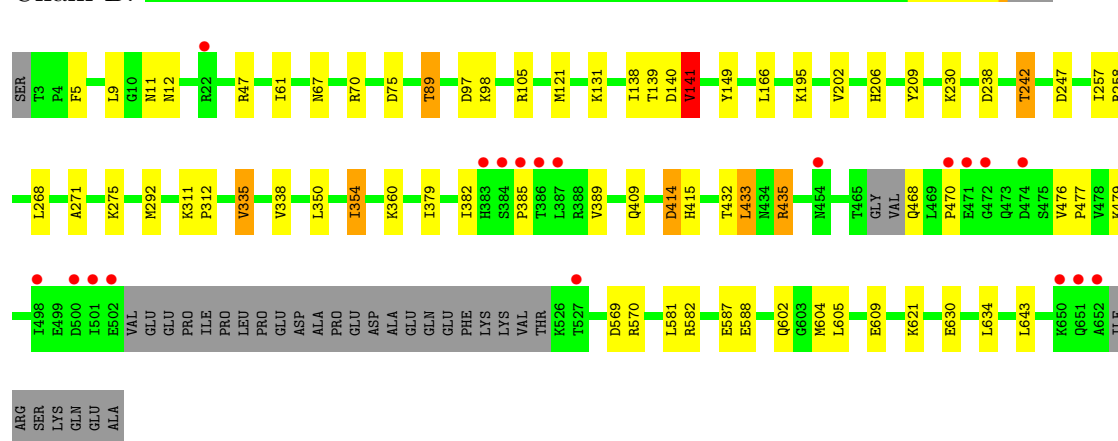 SER T3 P4 F5 L9 G10 N11 N12 R22 R47 I61 N67 R70 D75 T89 D97 K98 R105 M121 K131 I138 T139 D140 V141 Y149 L166 K195 V202 H206 Y209 K230 D238 T242 D247 I257
L268 A271 K275 M292 K311 P312 V335 V338 L350 I354 K360 I379 I382 H383 S384 P385 T386 L387 R388 V389 Q409 D414 H415 T432 L433 N434 R435 N454 T465 GLY VAL Q468 L469 P470 E471 G472 Q473 D474 S475 V476 P477 V478 K479
I498 E499 D500 I501 E502 VAL GLU GLU PRO ILE PRO LEU PRO GLU ASP ALA PRO GLU ASP ALA GLU GLN GLU PHE LYS LYS VAL THR K526 T527 D569 R570 L581 R582 E587 E588 Q602 G603 M604 L605 E609 K621 E630 L634 L643 K650 Q651 A652 ILE
ARG SER LYS GLN GLU ALA